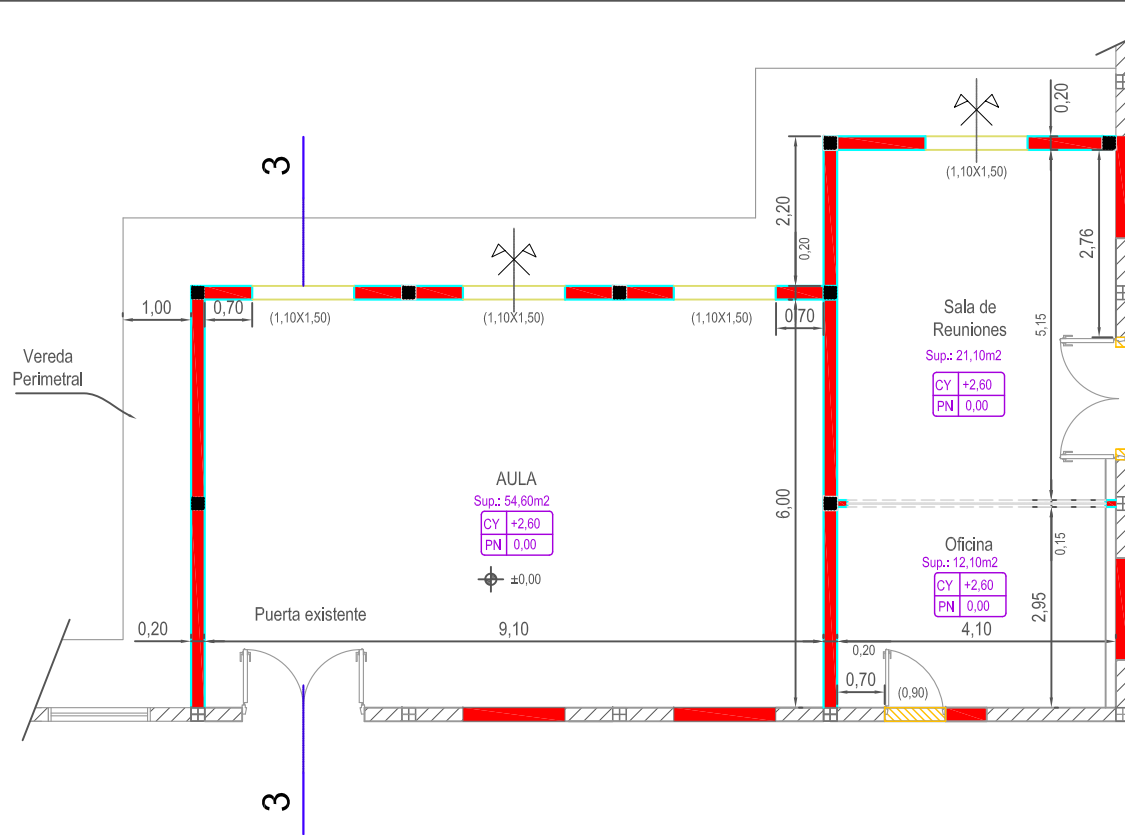 0,20
3
(1,10X1,50)
2,20
0,20
2,76
1,00
0,70
(1,10X1,50)
(1,10X1,50)
(1,10X1,50)
0,70
Sala de
Reuniones
5,15
Sup.: 21,10m2
CY +2,60
PN 0,00
Vereda
Perimetral
AULA
Sup.: 54,60m2
CY +2,60
PN 0,00
±0,00
6,00
Oficina
Sup.: 12,10m2
CY +2,60
PN 0,00
0,15
2,95
Puerta existente
0,20
9,10
0,20
4,10
0,70
(0,90)
3